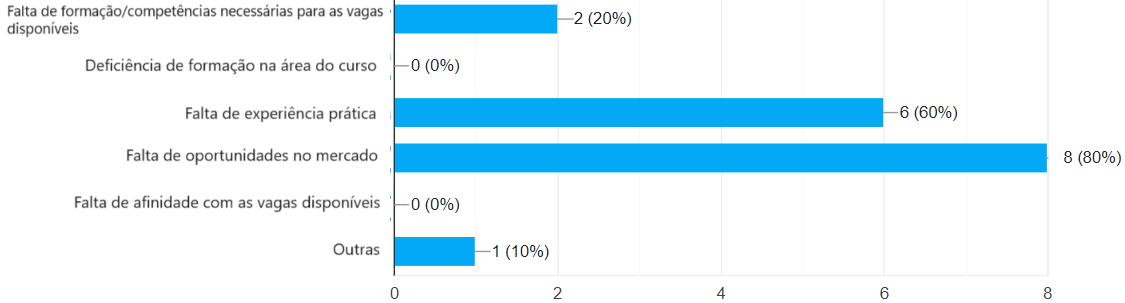 Falta de formação/competências necessárias para as vagas
disponíveis
2 (20%)
Deficiência de formação na área do curso
0 (0%)
Falta de experiência prática
6 (60%)
Falta de oportunidades no mercado
8 (80%)
Falta de afinidade com as vagas disponíveis
0 (0%)
Outras
1 (10%)
0
2
4
6
8